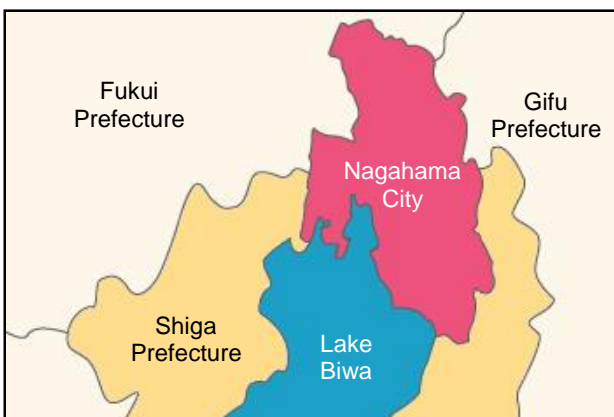 Fukui
Prefecture
Gifu
Prefecture
Nagahama
City
Shiga
Prefecture
Lake
Biwa